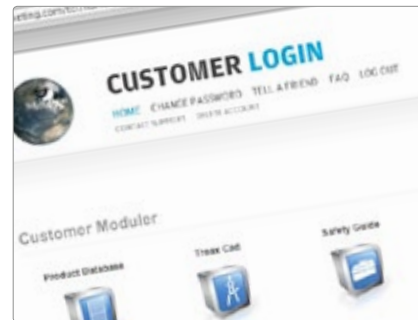 CUSTOMER LOGIN
HOME CHANGE PASSWORD TELL A FRIEND FAQ LOG OUT
CONTACT SUPPORT DELETE ACCOUNT
Customer Moduler
Product Database Treax Cad Safety Guide